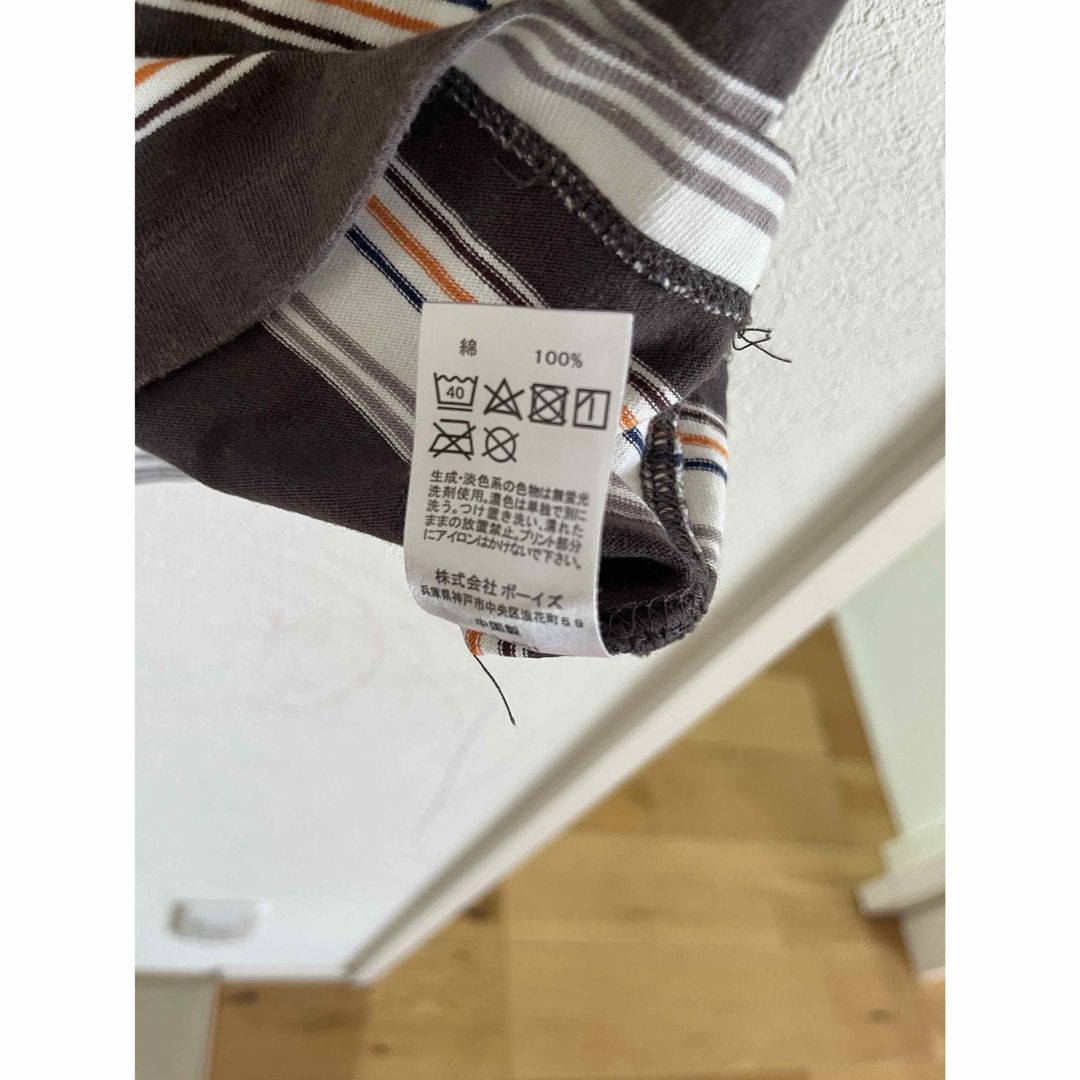 綿 100%
40
生成・淡色系の色物は無蛍光
洗剤使用。濃色は単独で別に
洗う。つけ置き洗い、濡れた
ままの放置禁止。プリント部分
にアイロンはかけないで下さい。
株式会社 ボーイズ
兵庫県神戸市中央区浪花町59
中国製